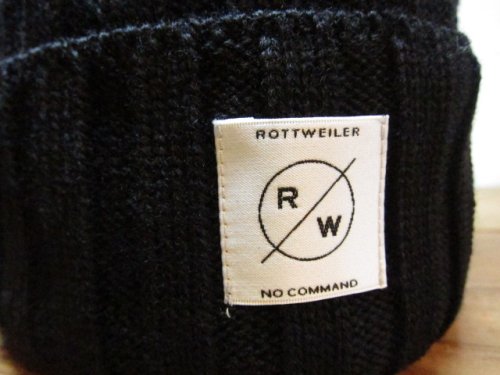 ROTTWEILER
R
W
NO COMMAND